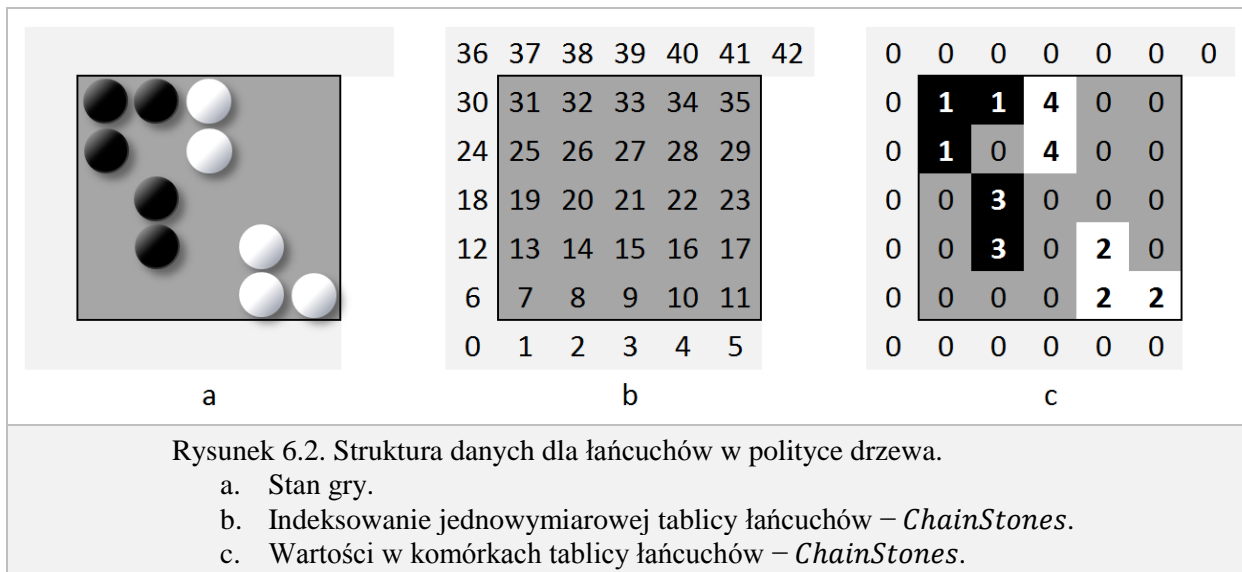 36 37 38 39 40 41 42
30 31 32 33 34 35
24 25 26 27 28 29
18 19 20 21 22 23
12 13 14 15 16 17
6 7 8 9 10 11
0 1 2 3 4 5
0 0 0 0 0 0 0
0 1 1 4 0 0
0 1 0 4 0 0
0 0 3 0 0 0
0 0 3 0 2 0
0 0 0 0 2 2
0 0 0 0 0 0
a b c
Rysunek 6.2. Struktura danych dla łańcuchów w polityce drzewa.
a. Stan gry.
b. Indeksowanie jednowymiarowej tablicy łańcuchów – ChainStones.
c. Wartości w komórkach tablicy łańcuchów – ChainStones.